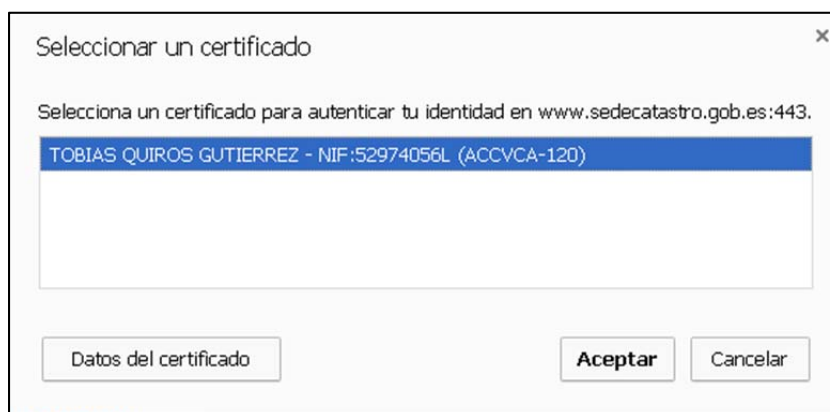 Seleccionar un certificado
×
Selecciona un certificado para autenticar tu identidad en www.sedecatastro.gob.es:443.
TOBIAS QUIROS GUTIERREZ - NIF:52974056L (ACCVCA-120)
Datos del certificado Aceptar Cancelar